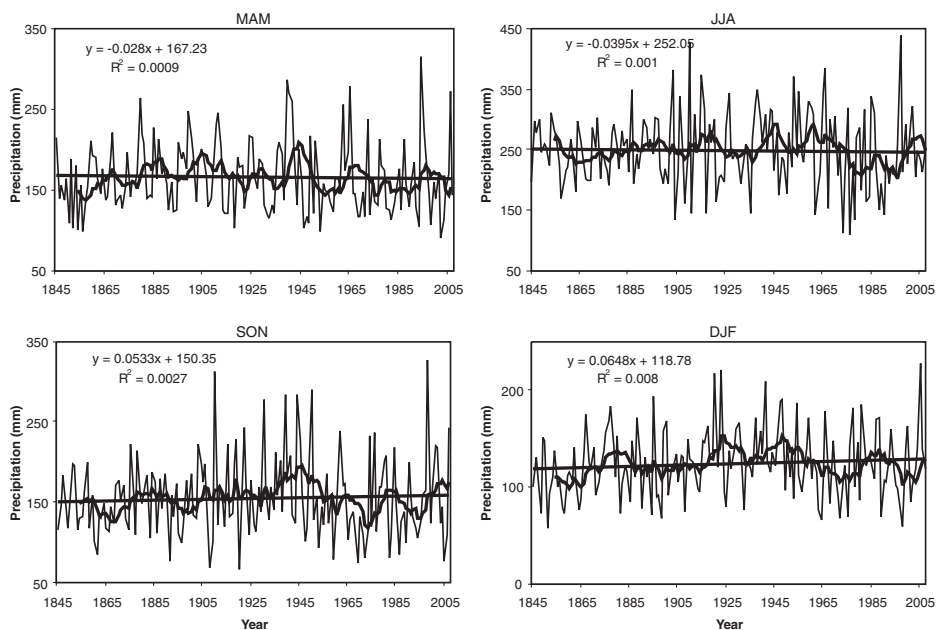 MAM
350
250
150
50
Precipitation (mm)
y = -0.028x + 167.23
R² = 0.0009
1845 1865 1885 1905 1925 1945 1965 1985 2005
JJA
450
350
250
150
50
Precipitation (mm)
y = -0.0395x + 252.05
R² = 0.001
1845 1865 1885 1905 1925 1945 1965 1985 2005
SON
350
250
150
50
Precipitation (mm)
y = 0.0533x + 150.35
R² = 0.0027
1845 1865 1885 1905 1925 1945 1965 1985 2005
Year
DJF
200
100
0
Precipitation (mm)
y = 0.0648x + 118.78
R² = 0.008
1845 1865 1885 1905 1925 1945 1965 1985 2005
Year